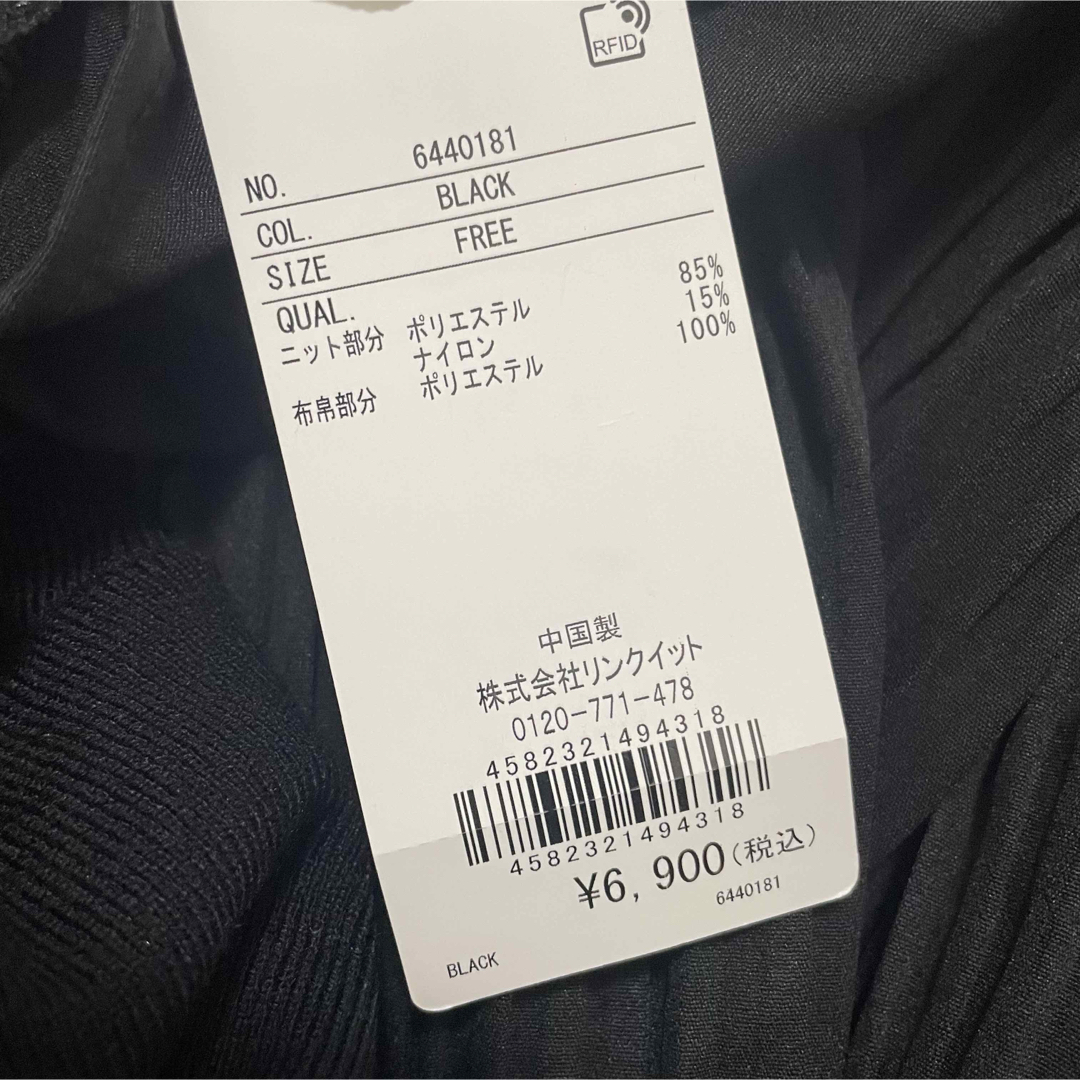 RFID
NO. 6440181
COL. BLACK
SIZE FREE
QUAL.
ニット部分 ポリエステル 85%
ナイロン 15%
布帛部分 ポリエステル 100%
中国製
株式会社リンクイット
0120-771-478
4582321494318
4582321494318
¥6,900(税込)
6440181
BLACK